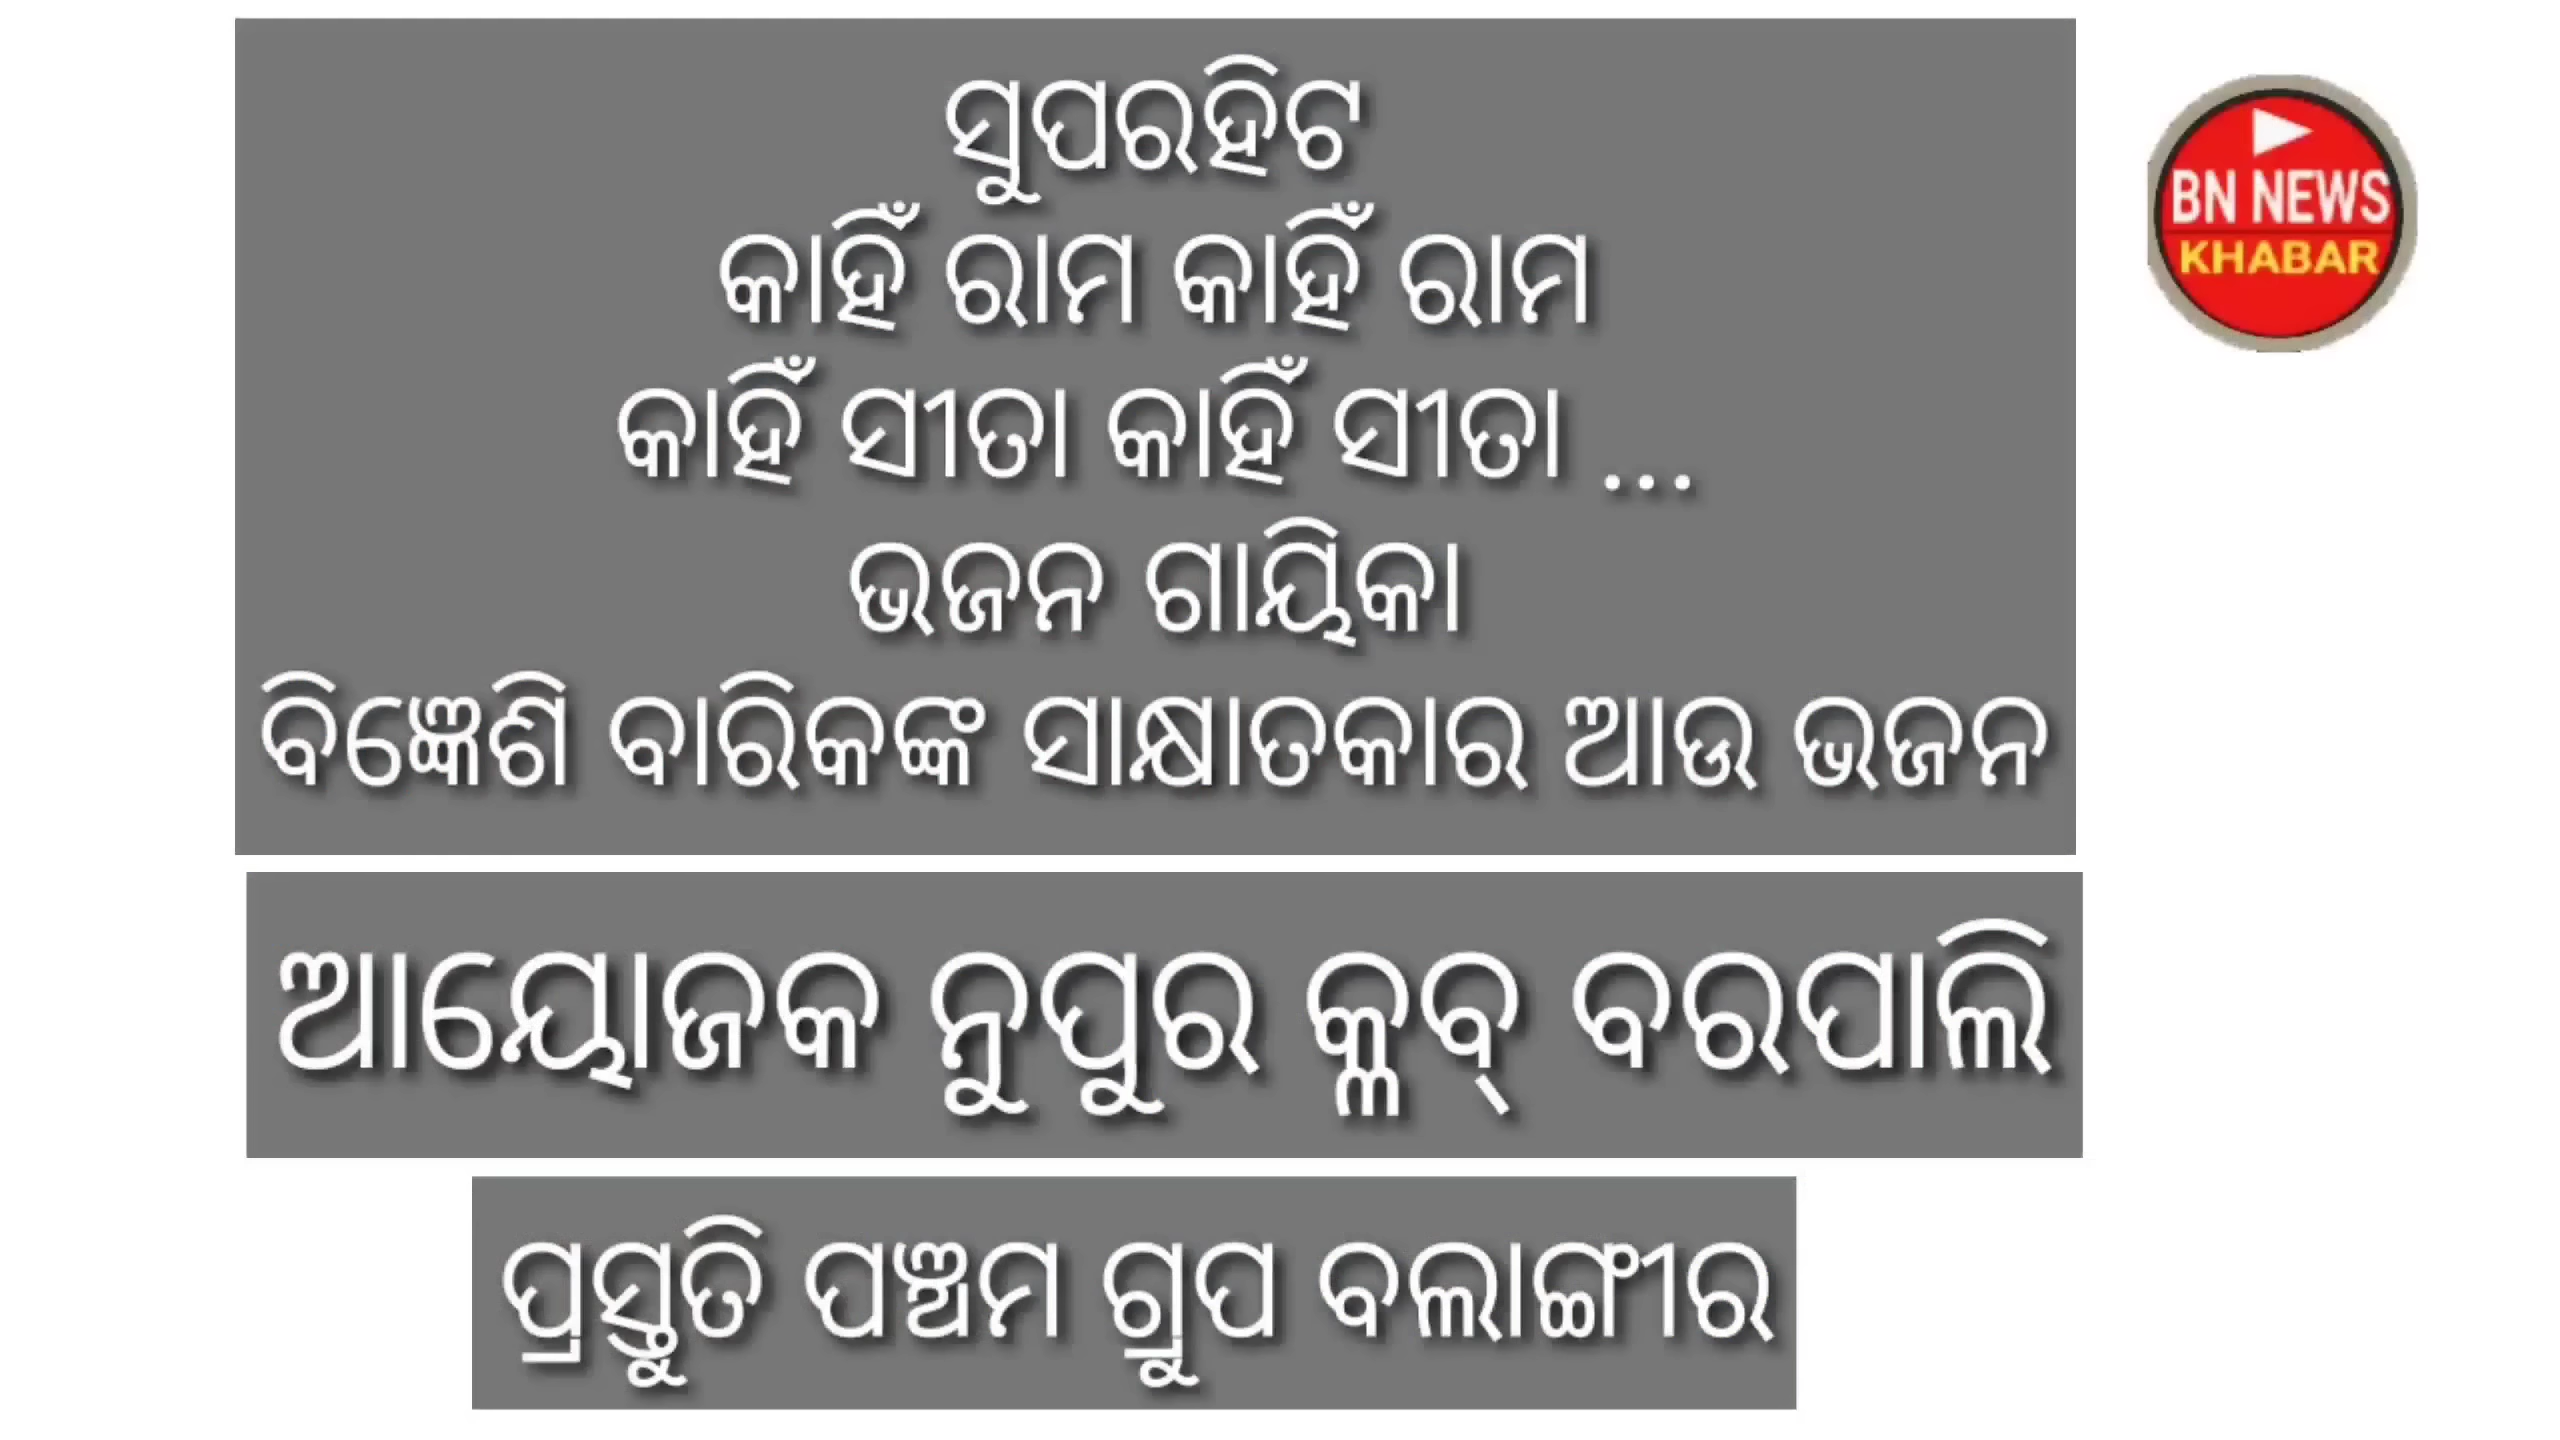 ସୁପରହିଟ
କାହିଁ ରାମ କାହିଁ ରାମ
କାହିଁ ସୀତା କାହିଁ ସୀତା ...
ଭଜନ ଗାୟିକା
ବିଜ୍ଞେଣି ବାରିକଙ୍କ ସାକ୍ଷାତକାର ଆଉ ଭଜନ
ଆୟୋଜକ ନୁପୁର କ୍ଲବ୍ ବରପାଲି
ପ୍ରସ୍ତୁତି ପଞ୍ଚମ ଗ୍ରୁପ ବଲାଙ୍ଗୀର
BN NEWS
KHABAR